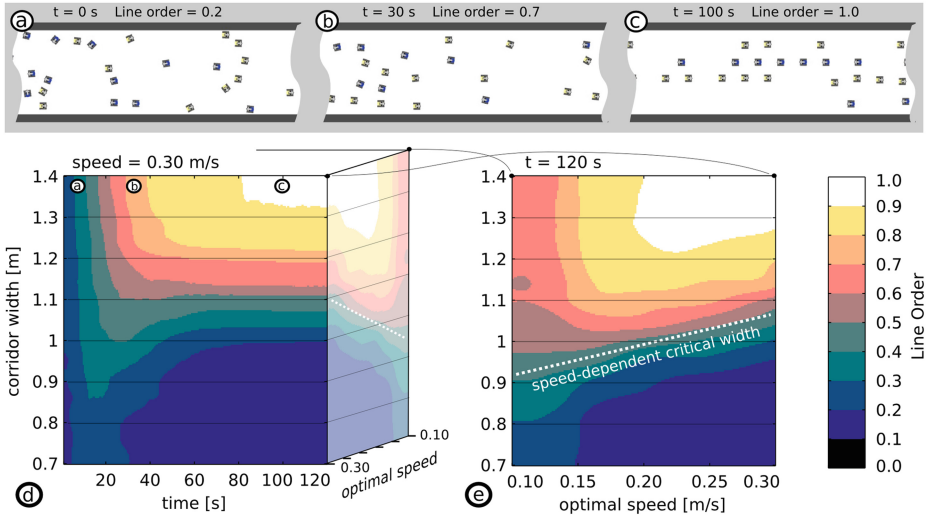 a t = 0 s Line order = 0.2
b t = 30 s Line order = 0.7
c t = 100 s Line order = 1.0
speed = 0.30 m/s
a b c
1.4
1.3
1.2
1.1
1
0.9
0.8
0.7
corridor width [m]
0 20 40 60 80 100 120
time [s]
0.30
0.10
optimal speed
d
t = 120 s
1.4
1.3
1.2
1.1
1
0.9
0.8
0.7
speed-dependent critical width
0.10 0.15 0.20 0.25 0.30
optimal speed [m/s]
e
1.0
0.9
0.8
0.7
0.6
0.5
0.4
0.3
0.2
0.1
0.0
Line Order